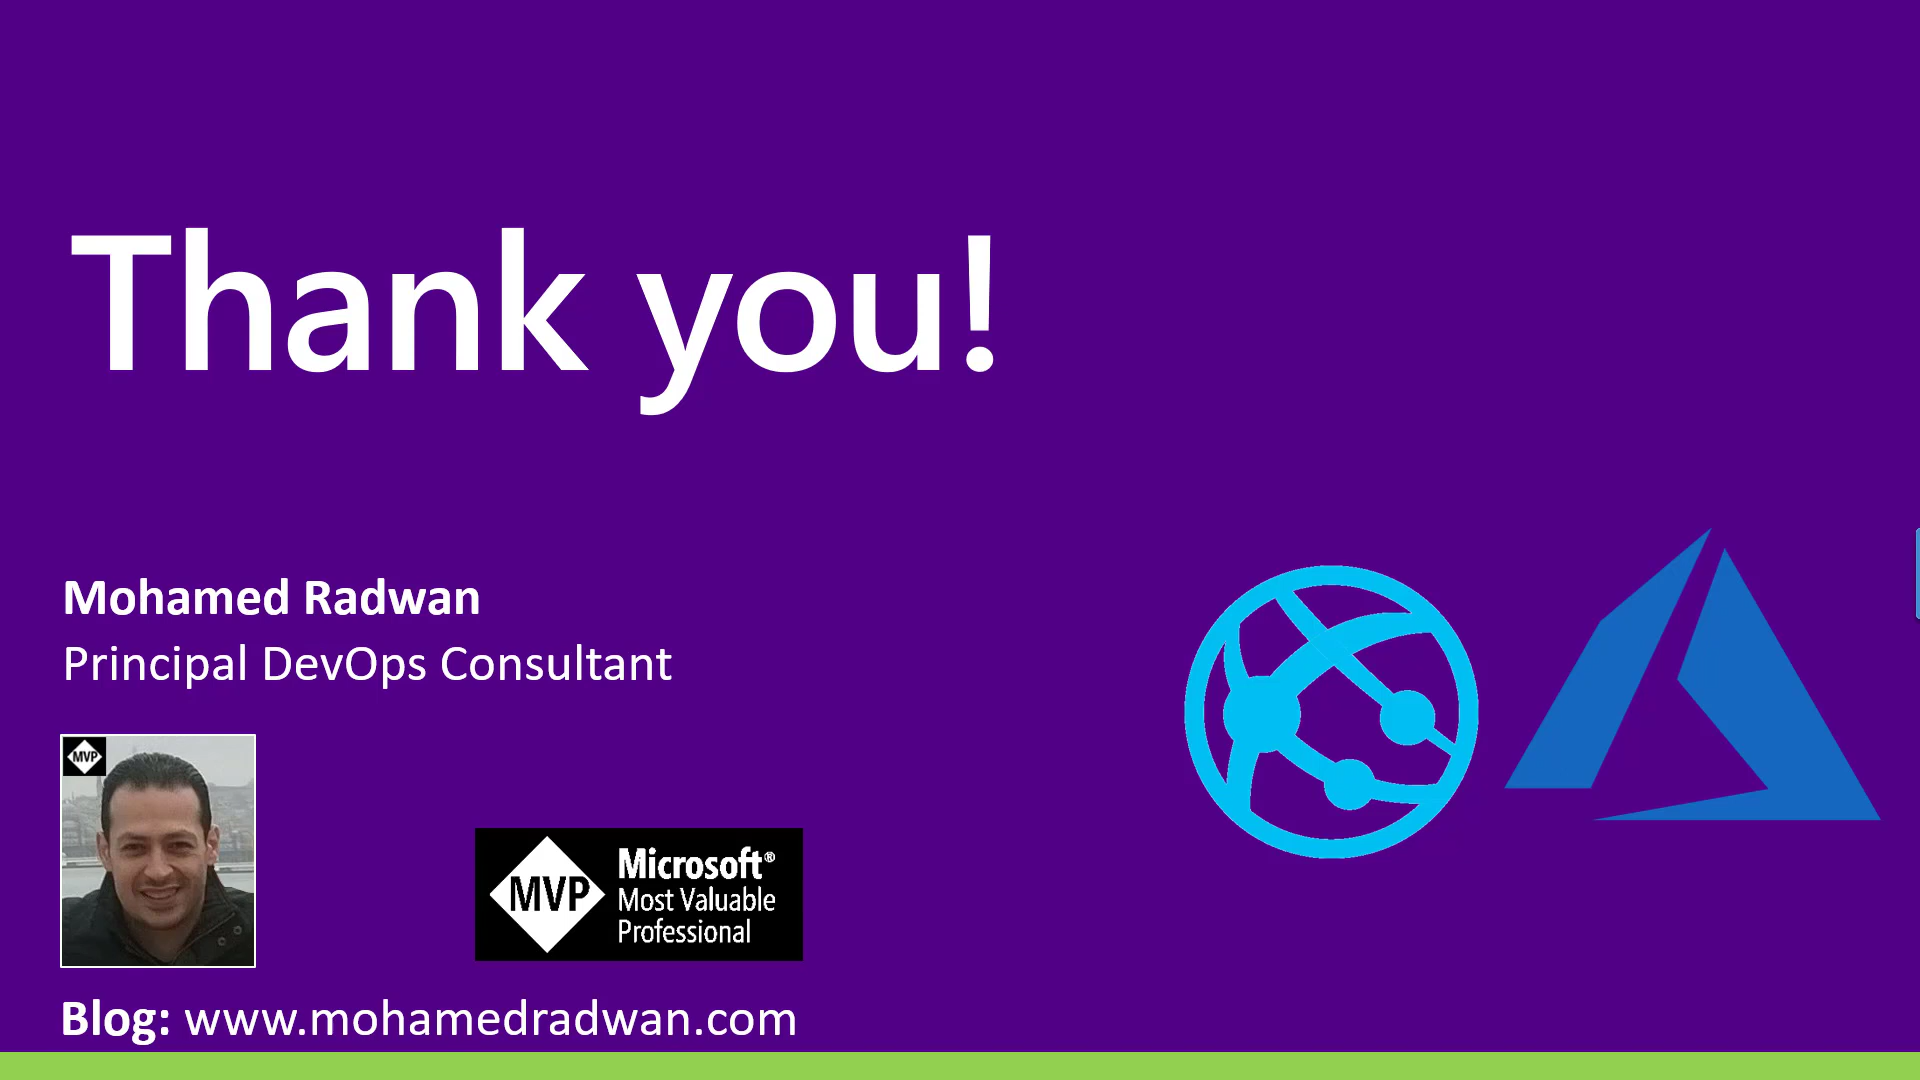 Thank you!
Mohamed Radwan
Principal DevOps Consultant
MVP
MVP
Microsoft®
Most Valuable
Professional
Blog: www.mohamedradwan.com